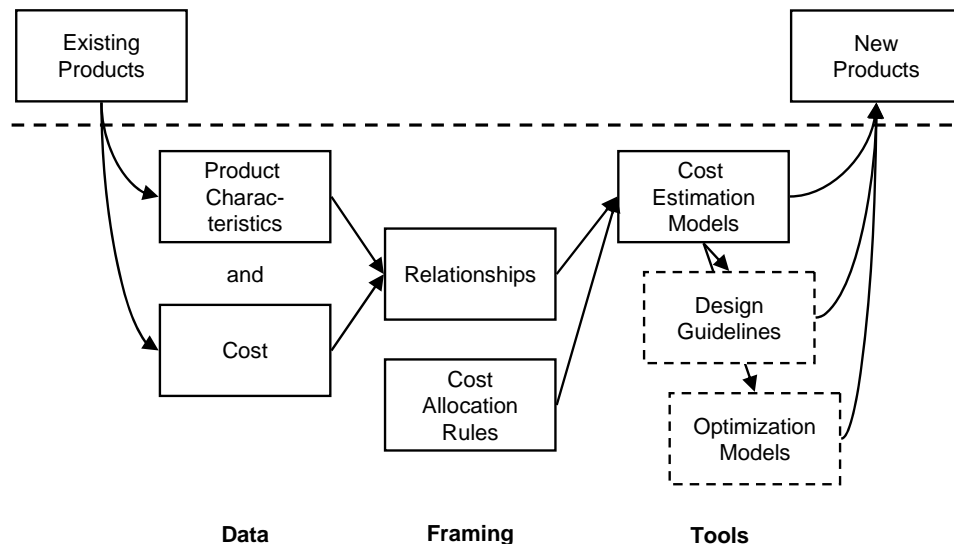 Existing
Products
New
Products
Product
Charac-
teristics
and
Cost
Relationships
Cost
Allocation
Rules
Cost
Estimation
Models
Design
Guidelines
Optimization
Models
Data
Framing
Tools